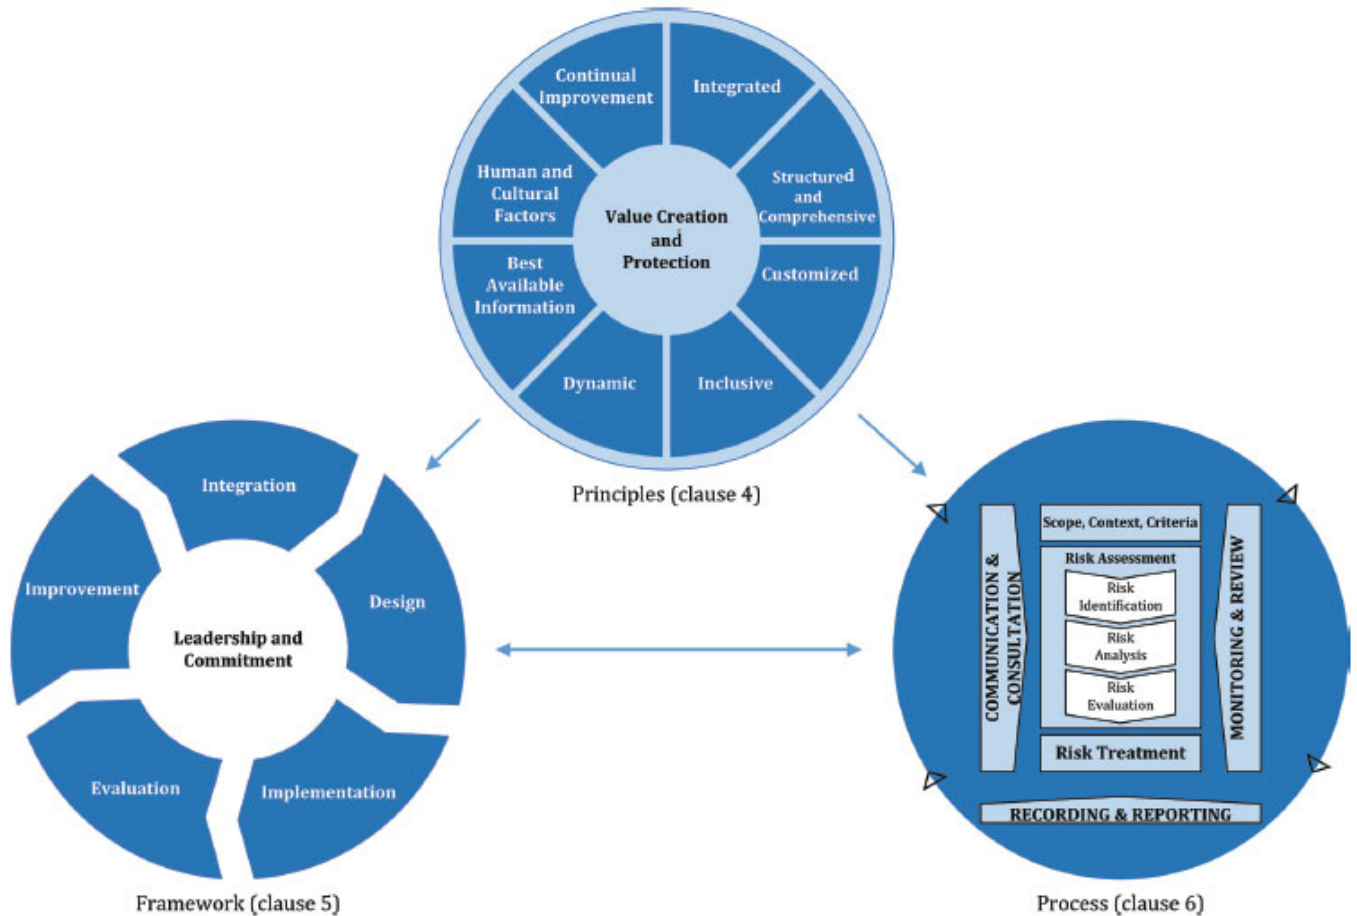 Continual
Improvement
Integrated
Human and
Cultural
Factors
Structured
and
Comprehensive
Value Creation
and
Protection
Best
Available
Information
Customized
Dynamic
Inclusive
Principles (clause 4)
Integration
Improvement
Design
Leadership and
Commitment
Evaluation
Implementation
Framework (clause 5)
COMMUNICATION &
CONSULTATION
Scope, Context, Criteria
Risk Assessment
Risk
Identification
Risk
Analysis
Risk
Evaluation
Risk Treatment
MONITORING & REVIEW
RECORDING & REPORTING
Process (clause 6)